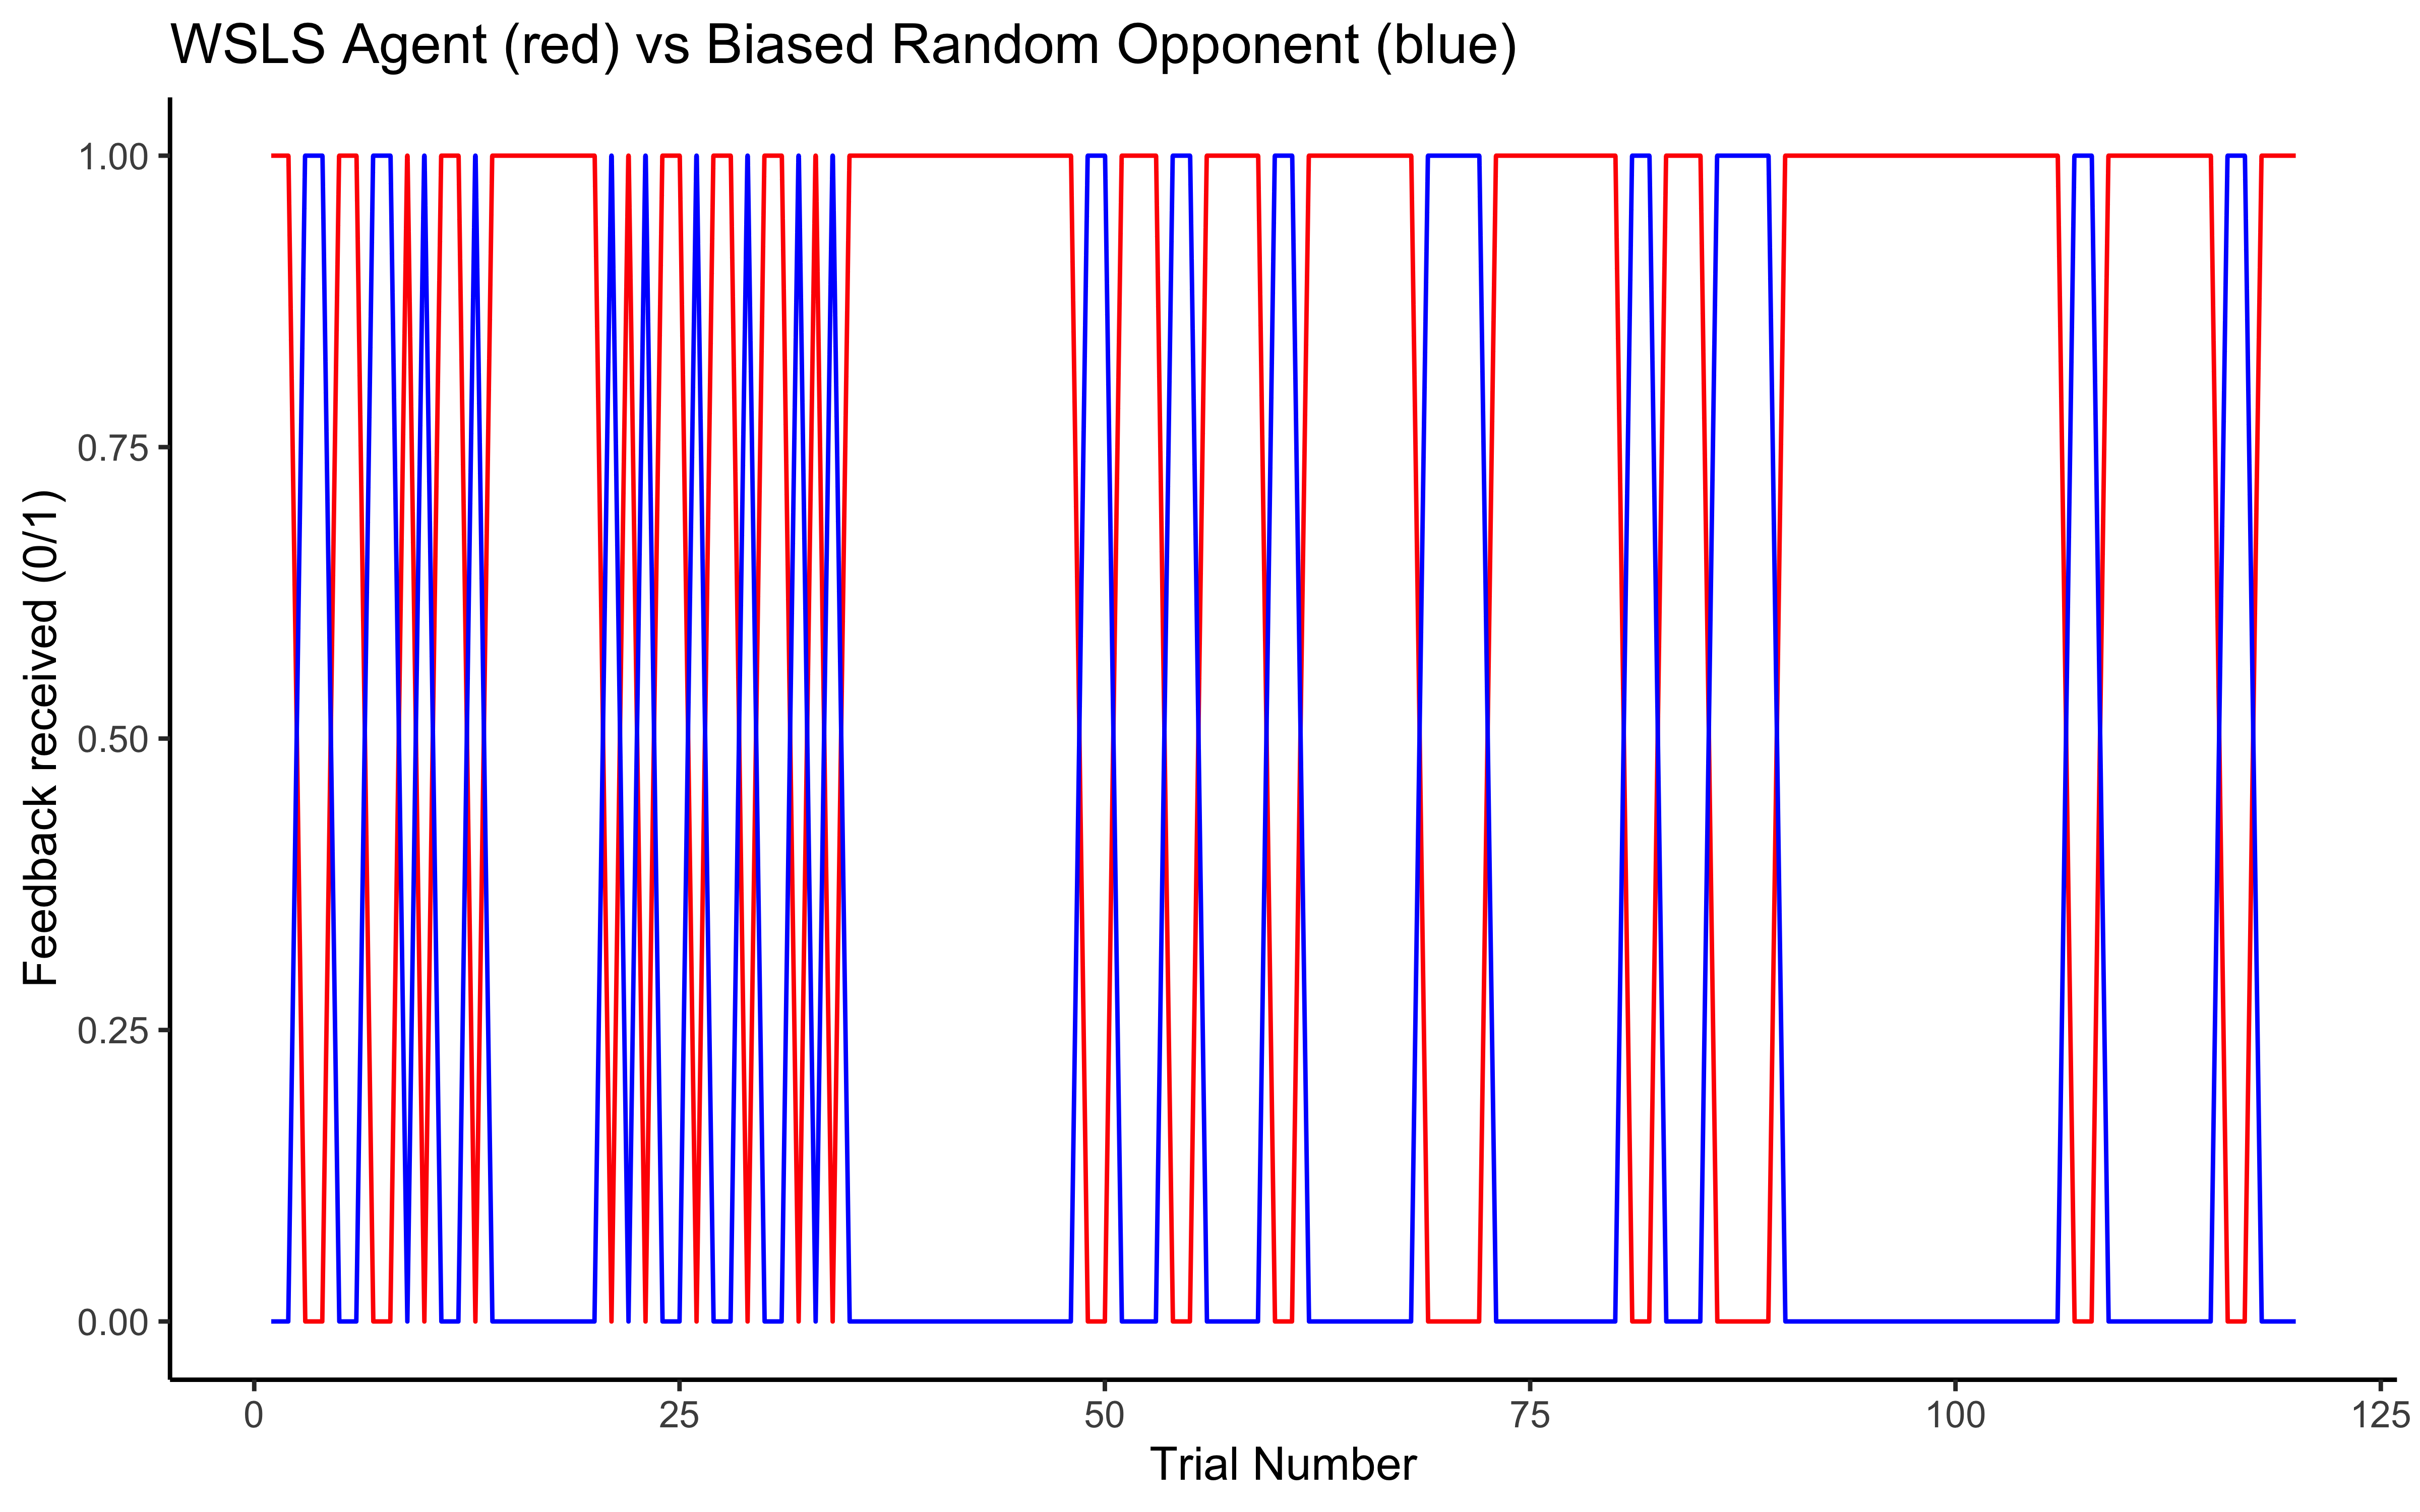 WSLS Agent (red) vs Biased Random Opponent (blue)
1.00
0.75
0.50
0.25
0.00
Feedback received (0/1)
0 25 50 75 100 125
Trial Number